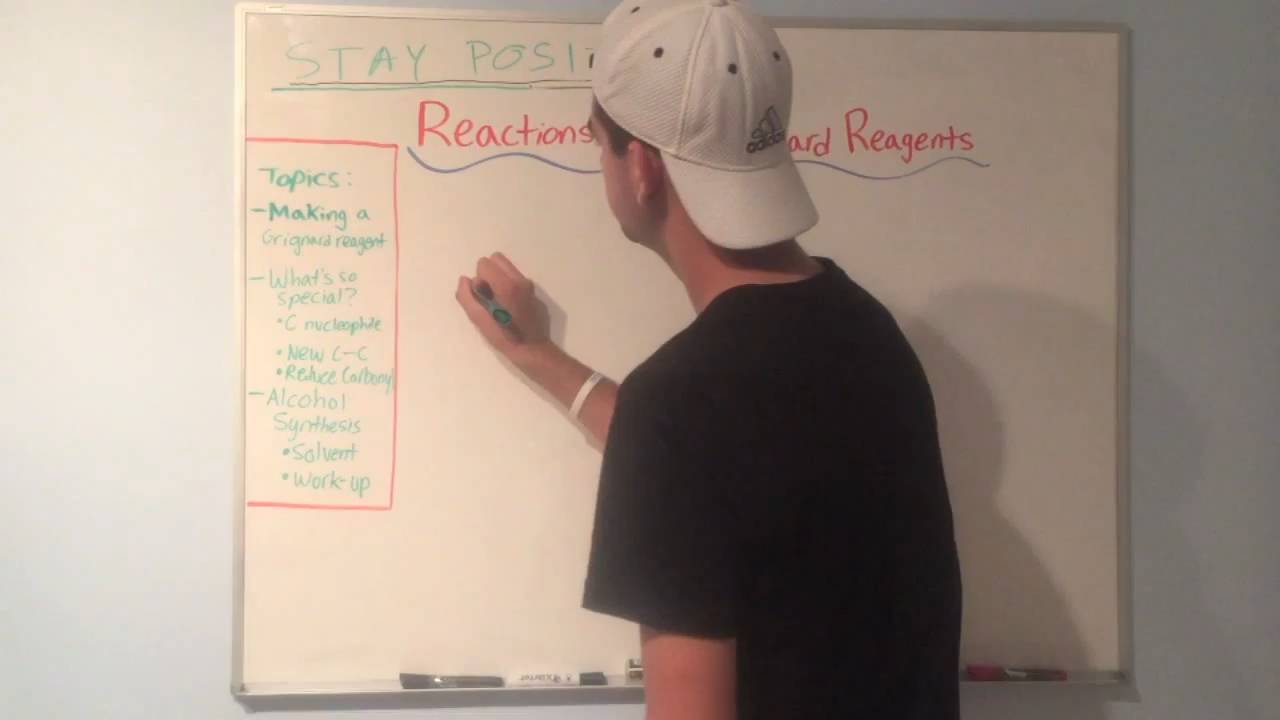 STAY POSI
Reactions ard Reagents
Topics:
-Making a
Grignard reagent
-What's so
special?
•C nucleophile
•New C-C
•Reduce Carbonyl
-Alcohol
Synthesis
•Solvent
•Work-up
adidas